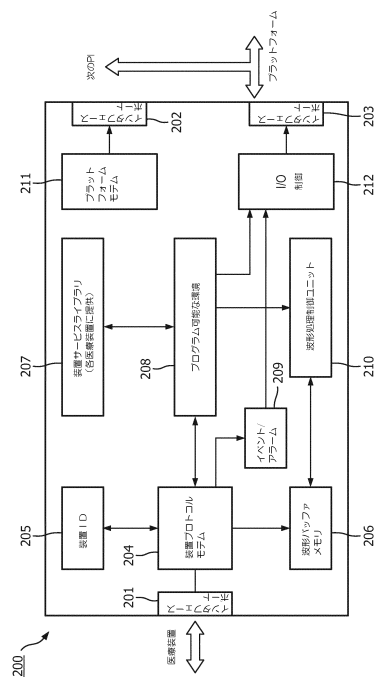 200
医療装置
201
インタフェース
ポート
205
装置ID
204
装置プロトコル
モデム
206
波形バッファ
メモリ
209
イベント/
アラーム
207
装置サービスライブラリ
(各医療装置に提供)
208
プログラム可能な環境
210
波形処理制御ユニット
211
プラット
フォーム
モデム
212
I/O
制御
202
インタフェース
ポート
203
インタフェース
ポート
次のPI
プラットフォーム